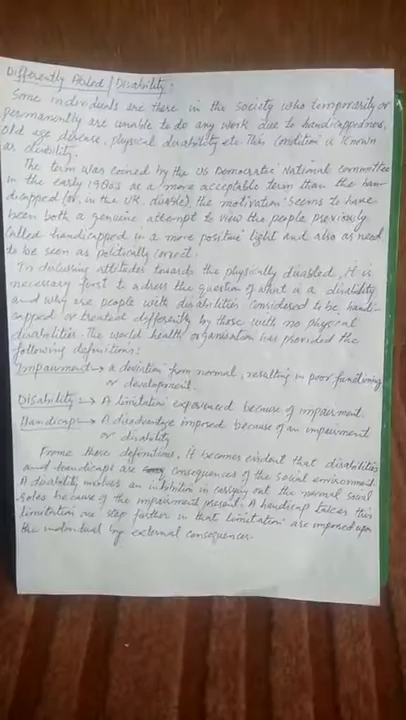 Differently Abled / Disability:
Some individuals are there in the society who temporarily or
permanently are unable to do any work due to handicappedness,
old age disease, physical disability etc. This condition is known
as disability.
The term was coined by the US Democratic National committee
in the early 1980s as a more acceptable term than the han-
dicapped (or, in the UK. disable), the motivation seems to have
been both a genuine attempt to view the people previously
called handicapped in a more positive light and also as need
to be seen as politically correct.
In discussing attitudes towards the physically disabled, it is
necessary first to adress the question of what is a disability
and why are people with disabilities considered to be handi-
capped or treated differently by those with no physical
disabilities. The world health organisation has provided the
following definitions:
Impairment → a deviation from normal, resulting in poor functioning
or development.
Disability → A limitation experienced because of impairment.
Handicap → A disadvantage imposed because of an impairment
or disability
Frome these definitions, it becomes evident that disabilities
and handicaps are consequences of the social environment.
A disability involves an inhibition in carrying out the normal social
roles because of the impairment present. A handicap takes this
limitation one step further in that limitation are imposed upon
the individual by external consequences.